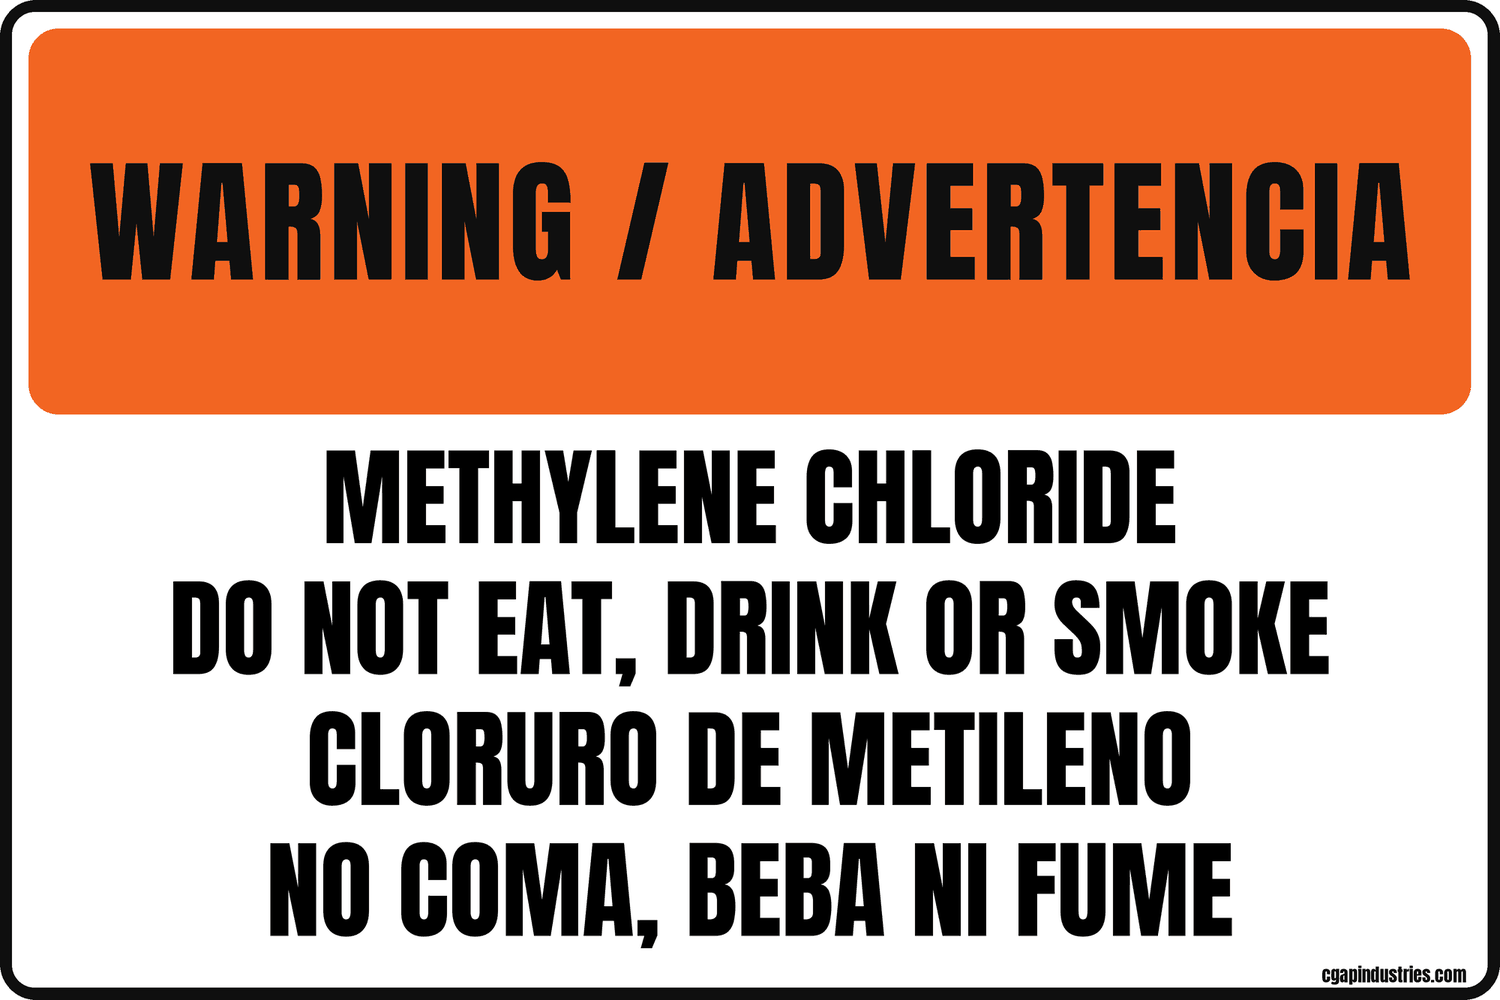 WARNING / ADVERTENCIA
METHYLENE CHLORIDE
DO NOT EAT, DRINK OR SMOKE
CLORURO DE METILENO
NO COMA, BEBA NI FUME
cgapindustries.com